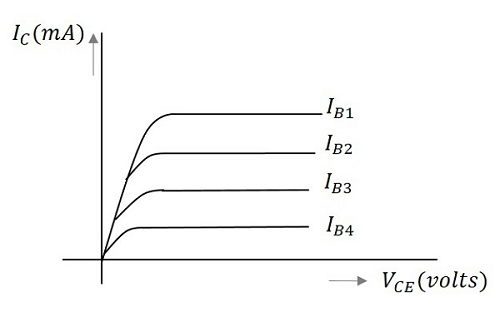 I_C(mA)
I_B1
I_B2
I_B3
I_B4
V_CE(volts)